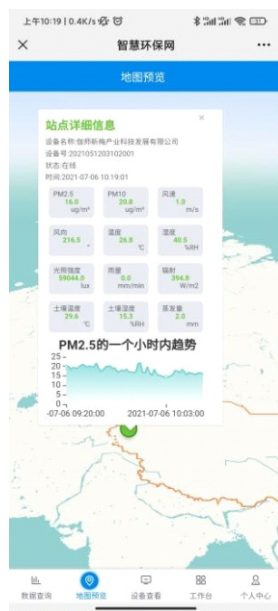 上午10:19 | 0.4K/s
智慧环保网
地图预览
站点详细信息
设备名称:偃师新梅产业科技发展有限公司
设备号:2021051203102001
状态:在线
时间:2021-07-06 10:19:01
PM2.5 PM10 风速
16.0 20.8 1.0
ug/m³ ug/m³ m/s
风向 温度 湿度
216.5 26.8 40.5
° ℃ %RH
光照强度 雨量 辐射
59044.0 0.0 394.8
lux mm/min W/m2
土壤温度 土壤湿度 蒸发量
29.6 15.3 2.0
℃ %RH mm
PM2.5的一个小时内趋势
25
20
15
10
5
0
-07-06 09:20:00 2021-07-06 10:03:00
数据查询 地图预览 设备查看 工作台 个人中心